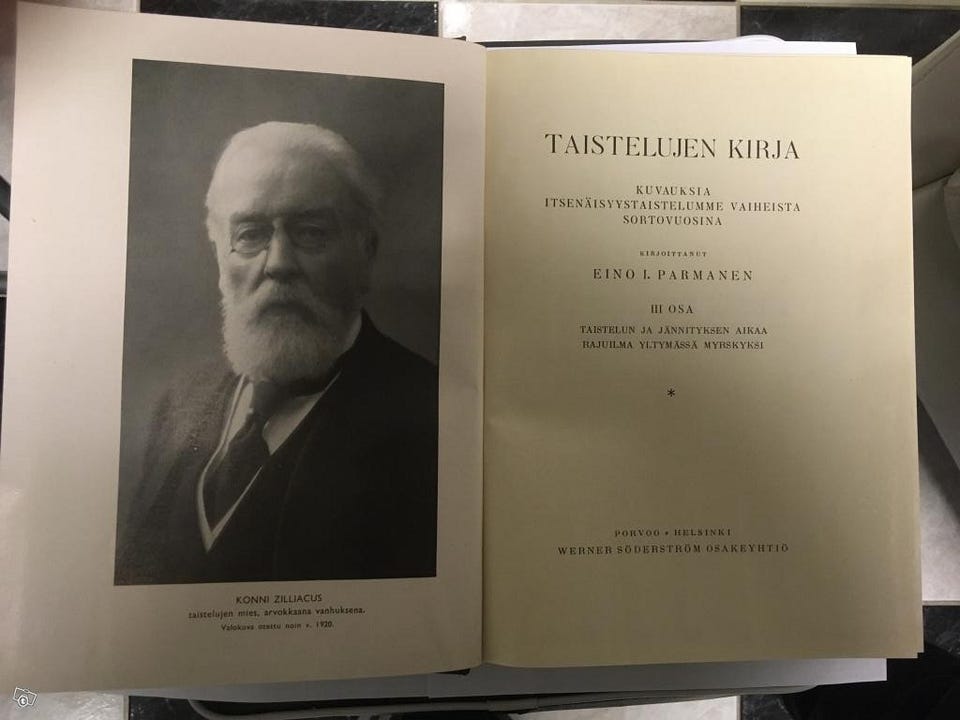 KONNI ZILLIACUS
taistelujen mies, arvokkaana vanhuksena.
Valokuva otettu noin v. 1920.
TAISTELUJEN KIRJA
KUVAUKSIA
ITSENÄISYYSTAISTELUMME VAIHEISTA
SORTOVUOSINA
KIRJOITTANUT
EINO I. PARMANEN
III OSA
TAISTELUN JA JÄNNITYKSEN AIKAA
RAJUILMA YLTYMÄSSÄ MYRSKYKSI
*
PORVOO • HELSINKI
WERNER SÖDERSTRÖM OSAKEYHTIÖ